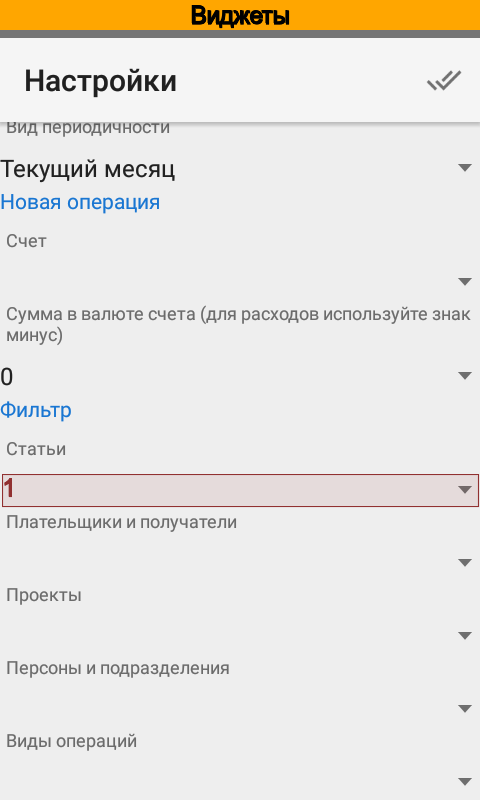 Виджеты
Настройки
Вид периодичности
Текущий месяц
Новая операция
Счет
Сумма в валюте счета (для расходов используйте знак
минус)
0
Фильтр
Статьи
1
Плательщики и получатели
Проекты
Персоны и подразделения
Виды операций